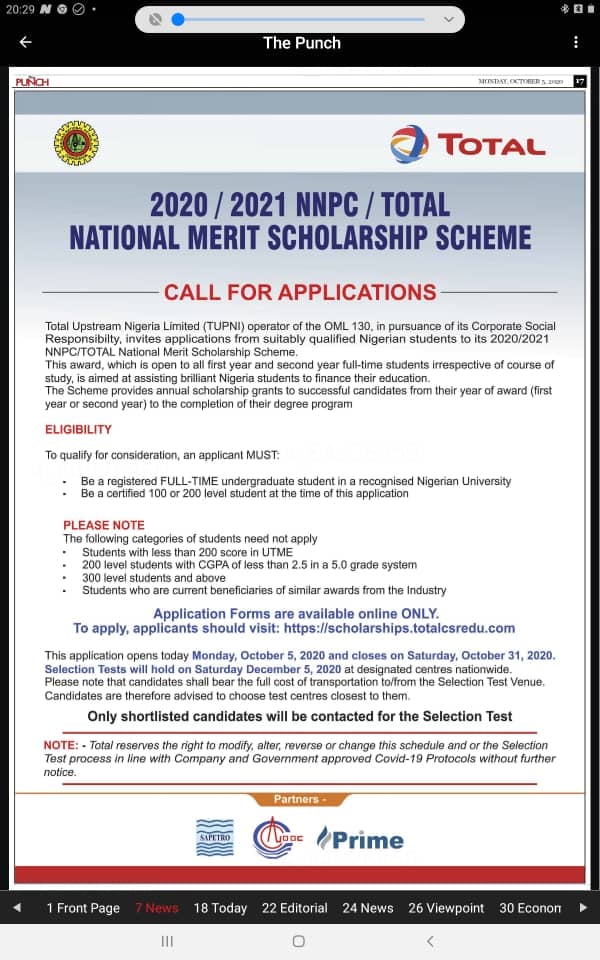 20:29
The Punch
PUNCH
MONDAY, OCTOBER 5, 2020 17
TOTAL
2020 / 2021 NNPC / TOTAL
NATIONAL MERIT SCHOLARSHIP SCHEME
CALL FOR APPLICATIONS
Total Upstream Nigeria Limited (TUPNI) operator of the OML 130, in pursuance of its Corporate Social
Responsibilty, invites applications from suitably qualified Nigerian students to its 2020/2021
NNPC/TOTAL National Merit Scholarship Scheme.
This award, which is open to all first year and second year full-time students irrespective of course of
study, is aimed at assisting brilliant Nigeria students to finance their education.
The Scheme provides annual scholarship grants to successful candidates from their year of award (first
year or second year) to the completion of their degree program
ELIGIBILITY
To qualify for consideration, an applicant MUST:
• Be a registered FULL-TIME undergraduate student in a recognised Nigerian University
• Be a certified 100 or 200 level student at the time of this application
PLEASE NOTE
The following categories of students need not apply
• Students with less than 200 score in UTME
• 200 level students with CGPA of less than 2.5 in a 5.0 grade system
• 300 level students and above
• Students who are current beneficiaries of similar awards from the Industry
Application Forms are available online ONLY.
To apply, applicants should visit: https://scholarships.totalcsredu.com
This application opens today Monday, October 5, 2020 and closes on Saturday, October 31, 2020.
Selection Tests will hold on Saturday December 5, 2020 at designated centres nationwide.
Please note that candidates shall bear the full cost of transportation to/from the Selection Test Venue.
Candidates are therefore advised to choose test centres closest to them.
Only shortlisted candidates will be contacted for the Selection Test
NOTE: - Total reserves the right to modify, alter, reverse or change this schedule and or the Selection
Test process in line with Company and Government approved Covid-19 Protocols without further
notice.
Partners -
SAPETRO
Prime
1 Front Page 7 News 18 Today 22 Editorial 24 News 26 Viewpoint 30 Econon